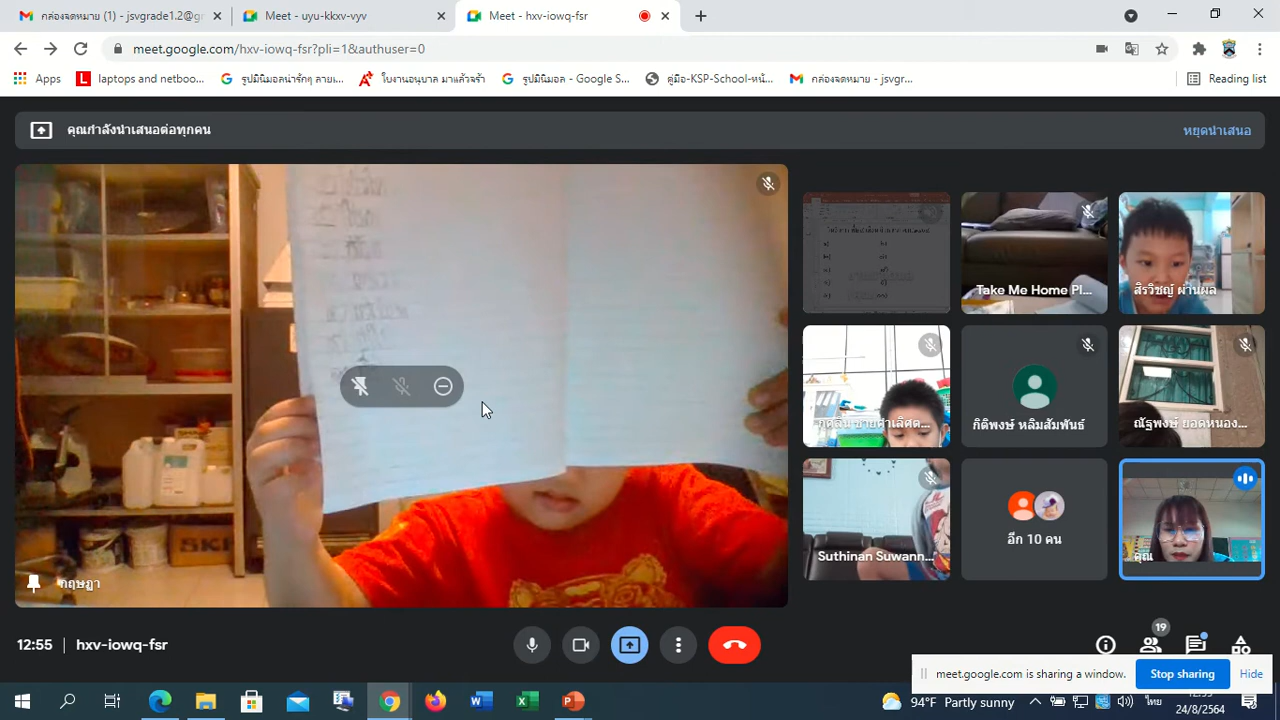 กล่องจดหมาย (1) - jsvgrade1.2@gr
Meet - uyu-kkxv-vyv
Meet - hxv-iowq-fsr
meet.google.com/hxv-iowq-fsr?pli=1&authuser=0
Apps
laptops and netboo...
รูปมินิมอลน่ารักๆ ลายเ...
ใบงานอนุบาล มาแล้วจร้า
รูปมินิมอล - Google S...
คู่มือ-KSP-School-หน้...
กล่องจดหมาย - jsvgr...
Reading list
คุณกำลังนำเสนอต่อทุกคน
หยุดนำเสนอ
Take Me Home Pl...
สิรวิชญ์ ผ่านผล
กิติพงษ์ หลิมสัมพันธ์
ณัฐพงษ์ ยอดหนอง...
Suthinan Suwann...
อีก 10 คน
คุณ
กฤษฎา
12:55
hxv-iowq-fsr
19
meet.google.com is sharing a window.
Stop sharing
Hide
94°F Partly sunny
ไทย
24/8/2564